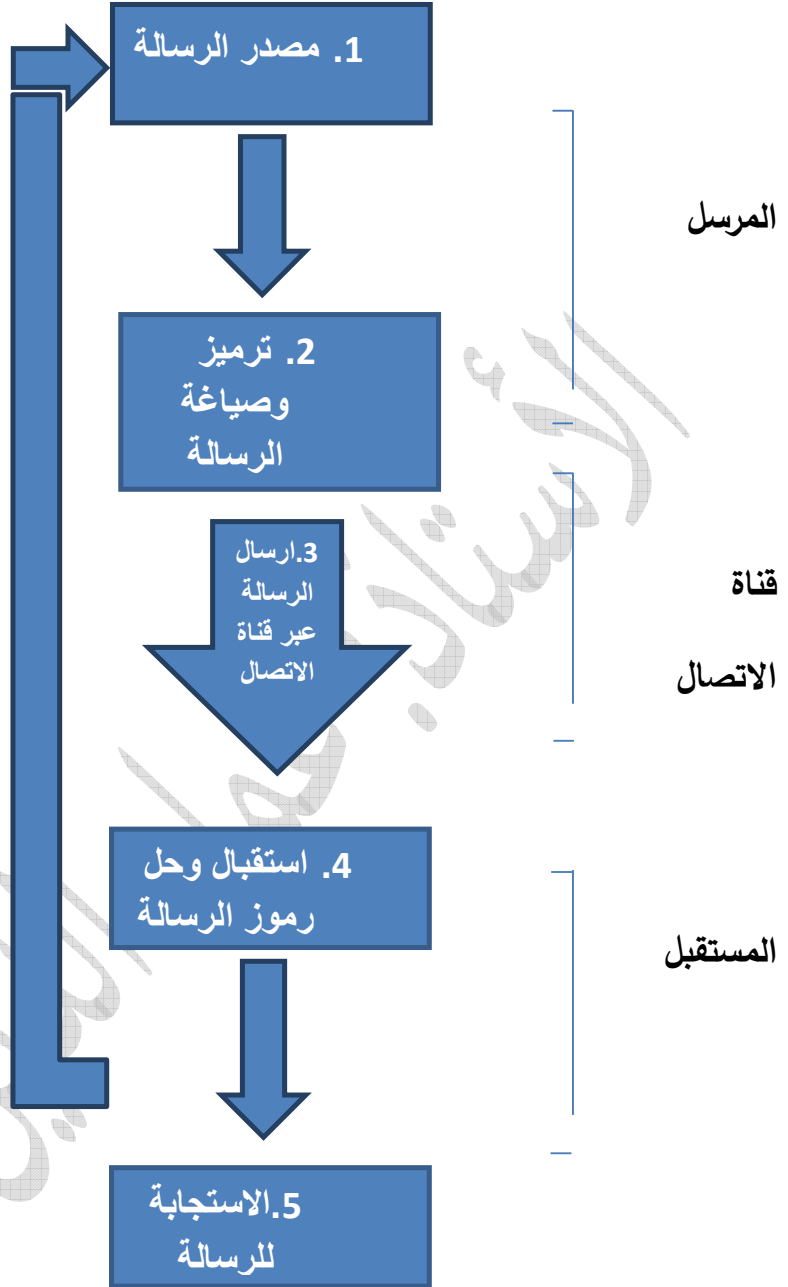 1. مصدر الرسالة
المرسل
2. ترميز
وصياغة
الرسالة
3.ارسال
الرسالة
عبر قناة
الاتصال
قناة
الاتصال
4. استقبال وحل
رموز الرسالة
المستقبل
5.الاستجابة
للرسالة